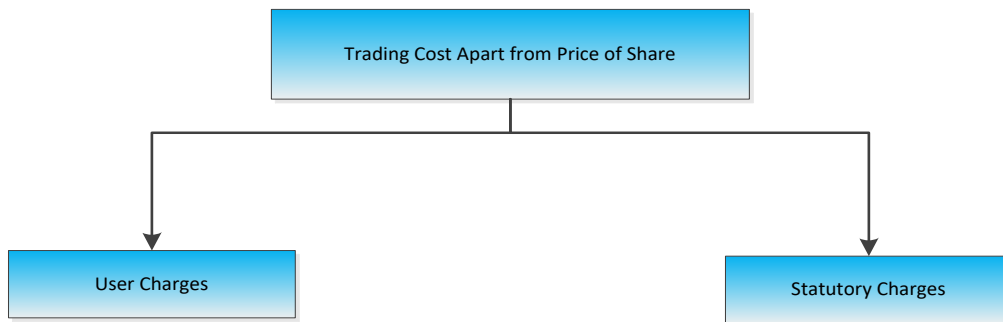 Trading Cost Apart from Price of Share
User Charges
Statutory Charges